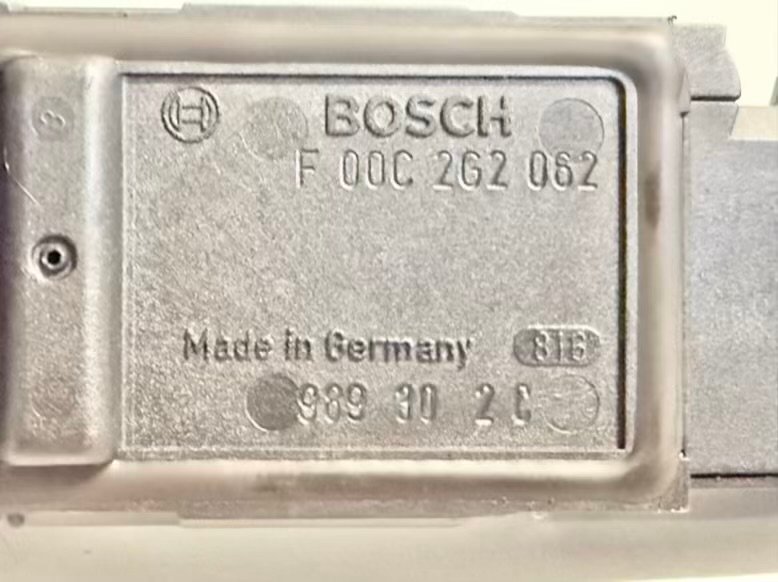 BOSCH
F 00C 2G2 062
Made in Germany 816
989 30 2 C